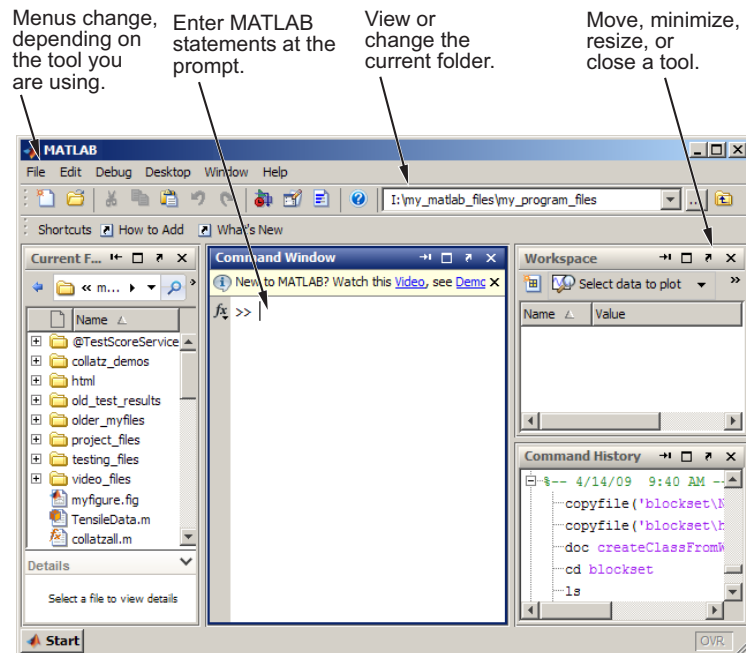 Menus change,
depending on
the tool you
are using.
Enter MATLAB
statements at the
prompt.
View or
change the
current folder.
Move, minimize,
resize, or
close a tool.
MATLAB
File Edit Debug Desktop Window Help
I:\my_matlab_files\my_program_files
Shortcuts How to Add What's New
Current F...
« m...
Name
@TestScoreService
collatz_demos
html
old_test_results
older_myfiles
project_files
testing_files
video_files
myfigure.fig
TensileData.m
collatzall.m
Details
Select a file to view details
Command Window
New to MATLAB? Watch this Video, see Demc
fx >>
Workspace
Select data to plot »
Name Value
Command History
%-- 4/14/09 9:40 AM --
copyfile('blockset\
copyfile('blockset\h
doc createClassFrom
cd blockset
ls
Start
OVR